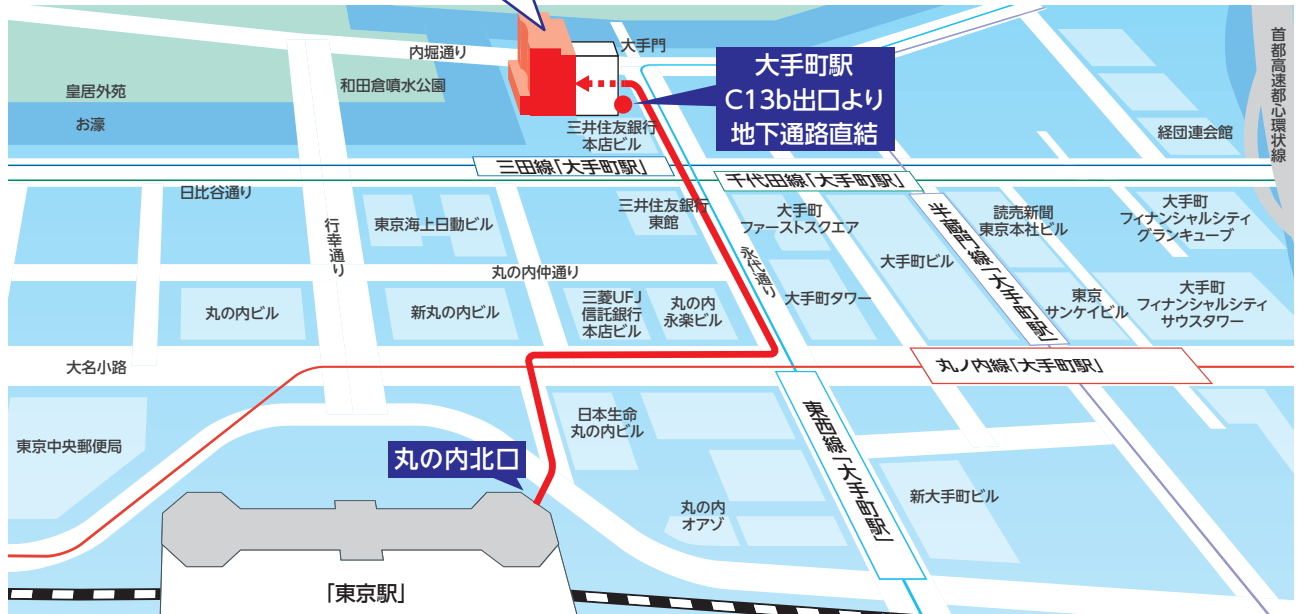 内堀通り
大手門
和田倉噴水公園
皇居外苑
お濠
大手町駅
C13b出口より
地下通路直結
首都高速都心環状線
三井住友銀行
本店ビル
経団連会館
三田線「大手町駅」
千代田線「大手町駅」
日比谷通り
行幸通り
東京海上日動ビル
三井住友銀行
東館
大手町
ファーストスクエア
永代通り
大手町ビル
半蔵門線「大手町駅」
読売新聞
東京本社ビル
大手町
フィナンシャルシティ
グランキューブ
丸の内仲通り
丸の内ビル
新丸の内ビル
三菱UFJ
信託銀行
本店ビル
丸の内
永楽ビル
大手町タワー
東京
サンケイビル
大手町
フィナンシャルシティ
サウスタワー
大名小路
丸ノ内線「大手町駅」
東京中央郵便局
日本生命
丸の内ビル
東西線「大手町駅」
丸の内北口
丸の内
オアゾ
新大手町ビル
「東京駅」